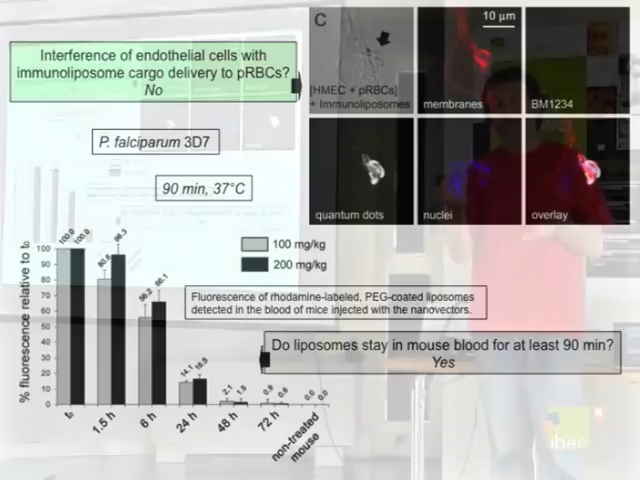 Interference of endothelial cells with
immunoliposome cargo delivery to pRBCs?
No
P. falciparum 3D7
90 min, 37°C
C
10 µm
[HMEC + pRBCs]
+ Immunoliposomes
membranes
BM1234
quantum dots
nuclei
overlay
% fluorescence relative to t₀
100
90
80
70
60
50
40
30
20
10
0
100.0 100.0
80.6 96.3
56.2 66.1
14.1 16.5
2.1 1.5
0.9 0.6
0.0 0.0
t₀ 1.5 h 6 h 24 h 48 h 72 h non-treated
mouse
100 mg/kg
200 mg/kg
Fluorescence of rhodamine-labeled, PEG-coated liposomes
detected in the blood of mice injected with the nanovectors.
Do liposomes stay in mouse blood for at least 90 min?
Yes
ibec